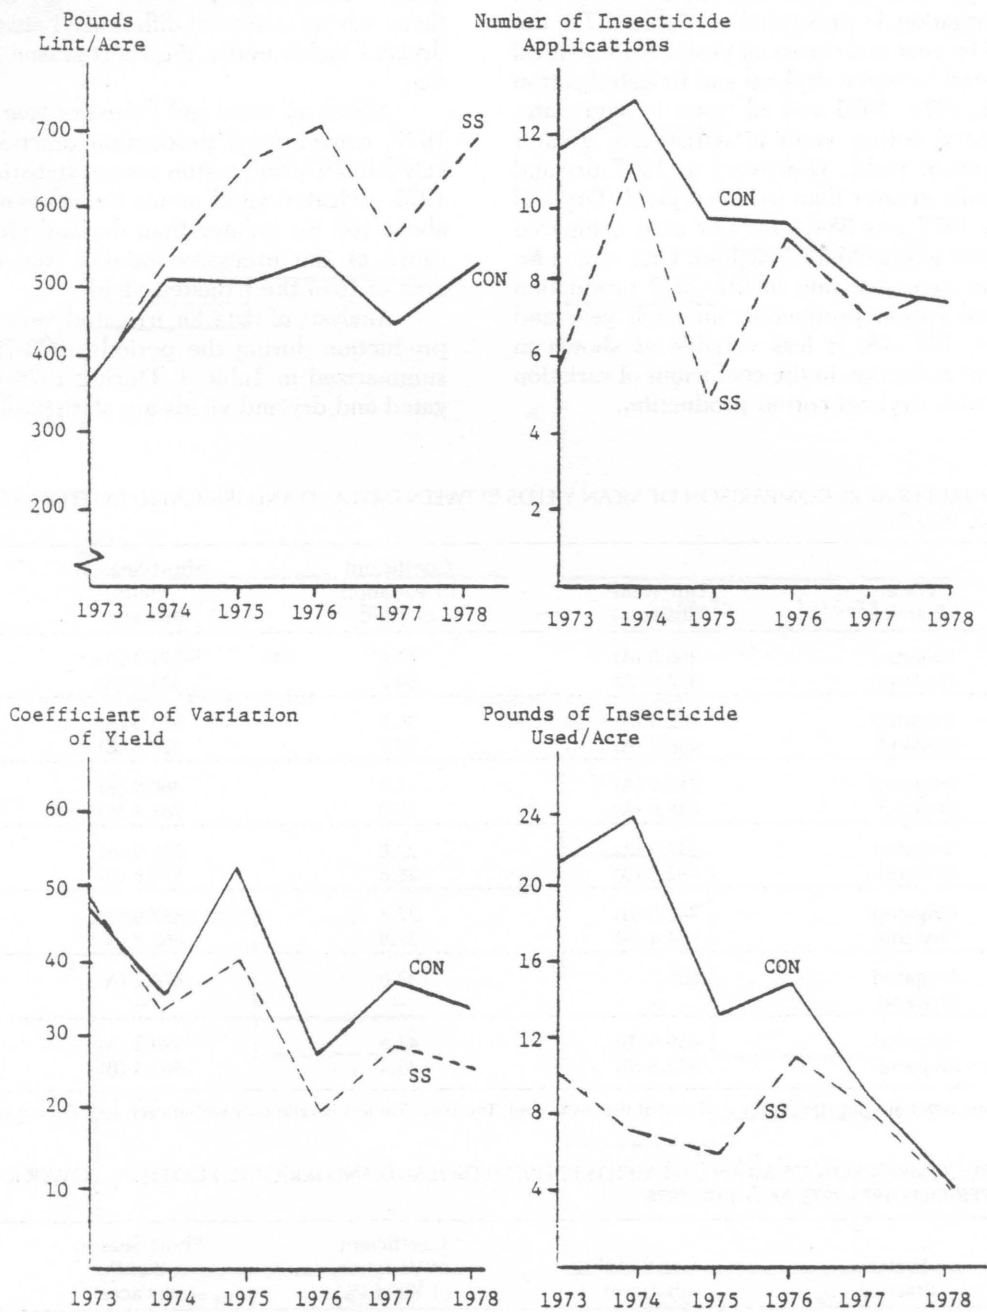 Pounds
Lint/Acre
700
600
500
400
300
200
SS
CON
1973 1974 1975 1976 1977 1978
Number of Insecticide
Applications
12
10
8
6
4
2
CON
SS
1973 1974 1975 1976 1977 1978
Coefficient of Variation
of Yield
60
50
40
30
20
10
CON
SS
1973 1974 1975 1976 1977 1978
Pounds of Insecticide
Used/Acre
24
20
16
12
8
4
CON
SS
1973 1974 1975 1976 1977 1978